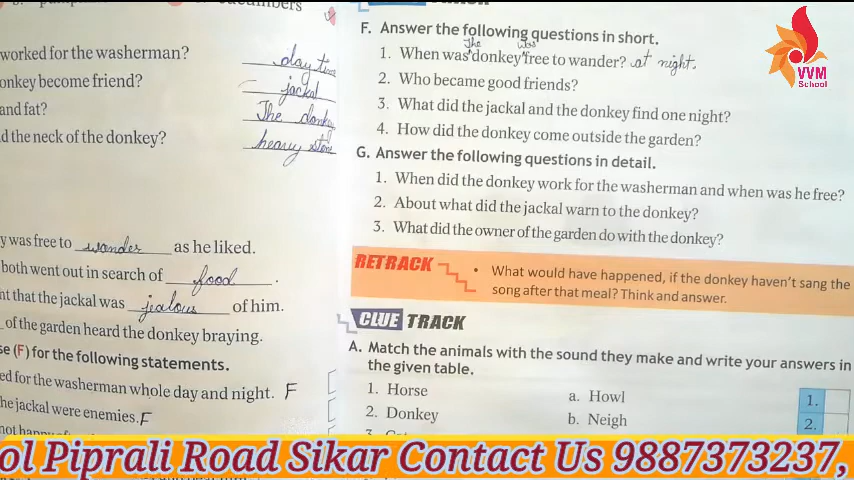 cucumbers
worked for the washerman? day time
onkey become friend? jackal
and fat? The donkey
d the neck of the donkey? heavy stone
y was free to wander as he liked.
both went out in search of food.
nt that the jackal was jealous of him.
of the garden heard the donkey braying.
se (F) for the following statements.
ed for the washerman whole day and night. F
he jackal were enemies. F
F. Answer the following questions in short.
The was
1. When was donkey free to wander? at night.
2. Who became good friends?
3. What did the jackal and the donkey find one night?
4. How did the donkey come outside the garden?
G. Answer the following questions in detail.
1. When did the donkey work for the washerman and when was he free?
2. About what did the jackal warn to the donkey?
3. What did the owner of the garden do with the donkey?
RETRACK
• What would have happened, if the donkey haven't sang the
song after that meal? Think and answer.
CLUE TRACK
A. Match the animals with the sound they make and write your answers in
the given table.
1. Horse a. Howl 1.
2. Donkey b. Neigh 2.
VVM
School
ol Piprali Road Sikar Contact Us 9887373237,